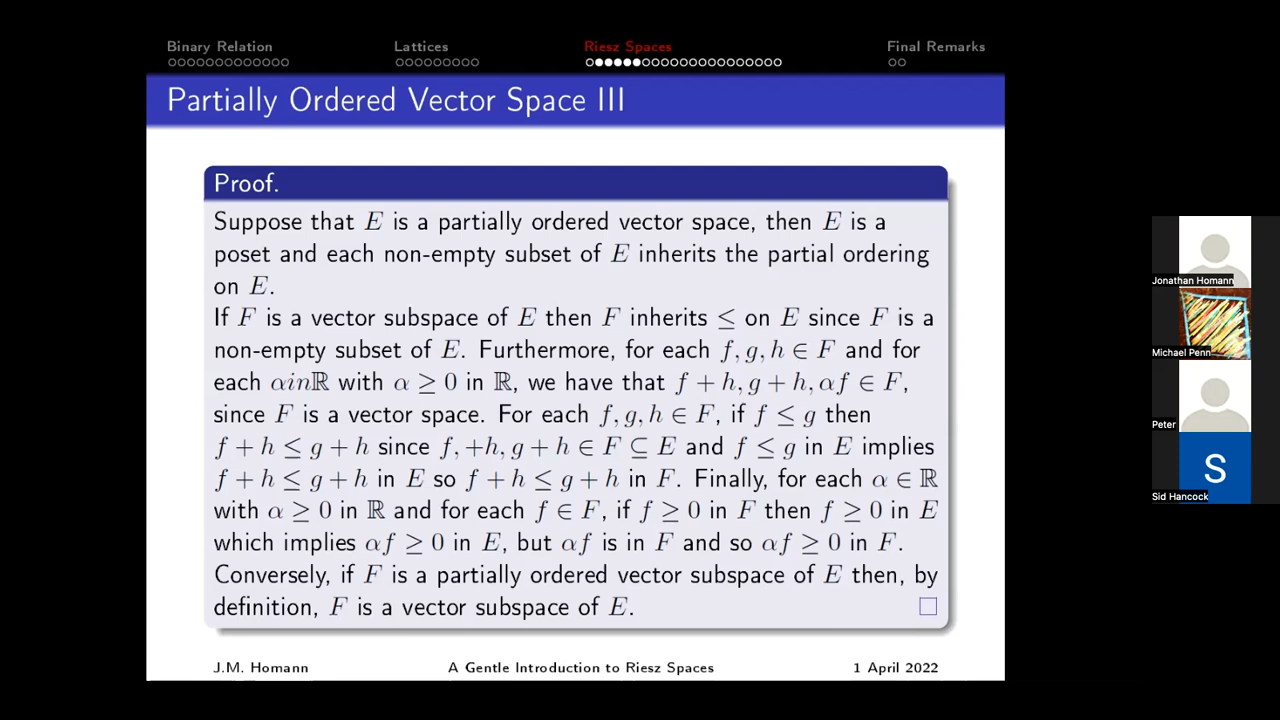 Binary Relation Lattices Riesz Spaces Final Remarks
Partially Ordered Vector Space III
Proof.
Suppose that E is a partially ordered vector space, then E is a
poset and each non-empty subset of E inherits the partial ordering
on E.
If F is a vector subspace of E then F inherits ≤ on E since F is a
non-empty subset of E. Furthermore, for each f, g, h ∈ F and for
each αinℝ with α ≥ 0 in ℝ, we have that f + h, g + h, αf ∈ F,
since F is a vector space. For each f, g, h ∈ F, if f ≤ g then
f + h ≤ g + h since f, +h, g + h ∈ F ⊆ E and f ≤ g in E implies
f + h ≤ g + h in E so f + h ≤ g + h in F. Finally, for each α ∈ ℝ
with α ≥ 0 in ℝ and for each f ∈ F, if f ≥ 0 in F then f ≥ 0 in E
which implies αf ≥ 0 in E, but αf is in F and so αf ≥ 0 in F.
Conversely, if F is a partially ordered vector subspace of E then, by
definition, F is a vector subspace of E. □
J.M. Homann A Gentle Introduction to Riesz Spaces 1 April 2022
Jonathan Homann
Michael Penn
Peter
S
Sid Hancock